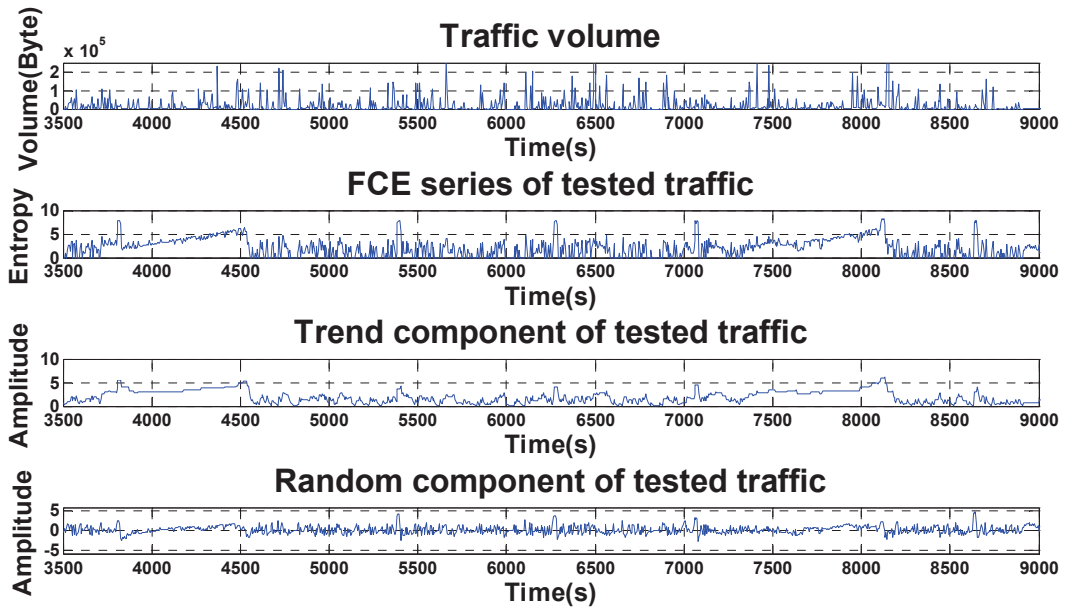 Traffic volume
x 10^5
Volume(Byte)
2
1
0
3500 4000 4500 5000 5500 6000 6500 7000 7500 8000 8500 9000
Time(s)
FCE series of tested traffic
Entropy
10
5
0
3500 4000 4500 5000 5500 6000 6500 7000 7500 8000 8500 9000
Time(s)
Trend component of tested traffic
Amplitude
10
5
0
3500 4000 4500 5000 5500 6000 6500 7000 7500 8000 8500 9000
Time(s)
Random component of tested traffic
Amplitude
5
0
-5
3500 4000 4500 5000 5500 6000 6500 7000 7500 8000 8500 9000
Time(s)